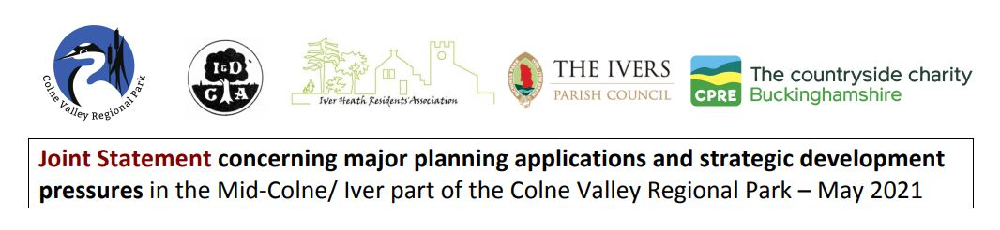 Colne Valley Regional Park
I&D
C A
Iver Heath Residents' Association
THE IVERS
PARISH COUNCIL
CPRE
The countryside charity
Buckinghamshire
Joint Statement concerning major planning applications and strategic development
pressures in the Mid-Colne/ Iver part of the Colne Valley Regional Park – May 2021